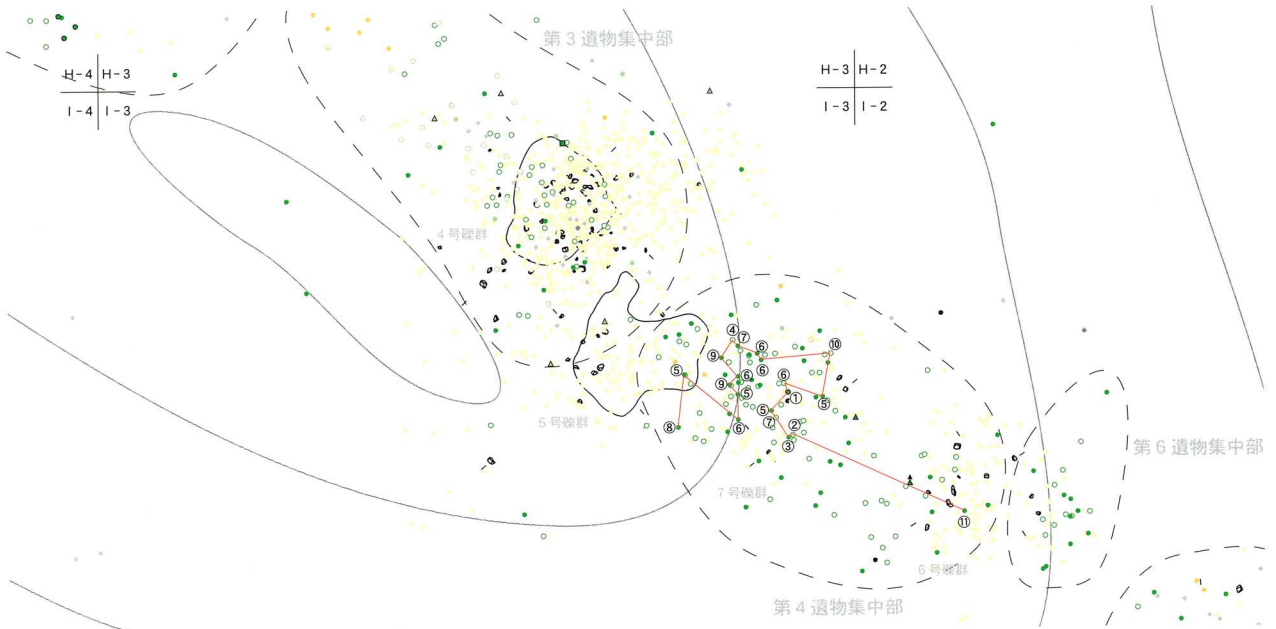 第3遺物集中部
H-4 H-3
I-4 I-3
H-3 H-2
I-3 I-2
4号礫群
④
⑦
⑥
⑩
⑨
⑥
⑤
⑥
⑥
⑨
⑤
①
⑤
⑤
5号礫群
⑦
②
⑧
⑥
③
第6遺物集中部
7号礫群
⑪
6号礫群
第4遺物集中部